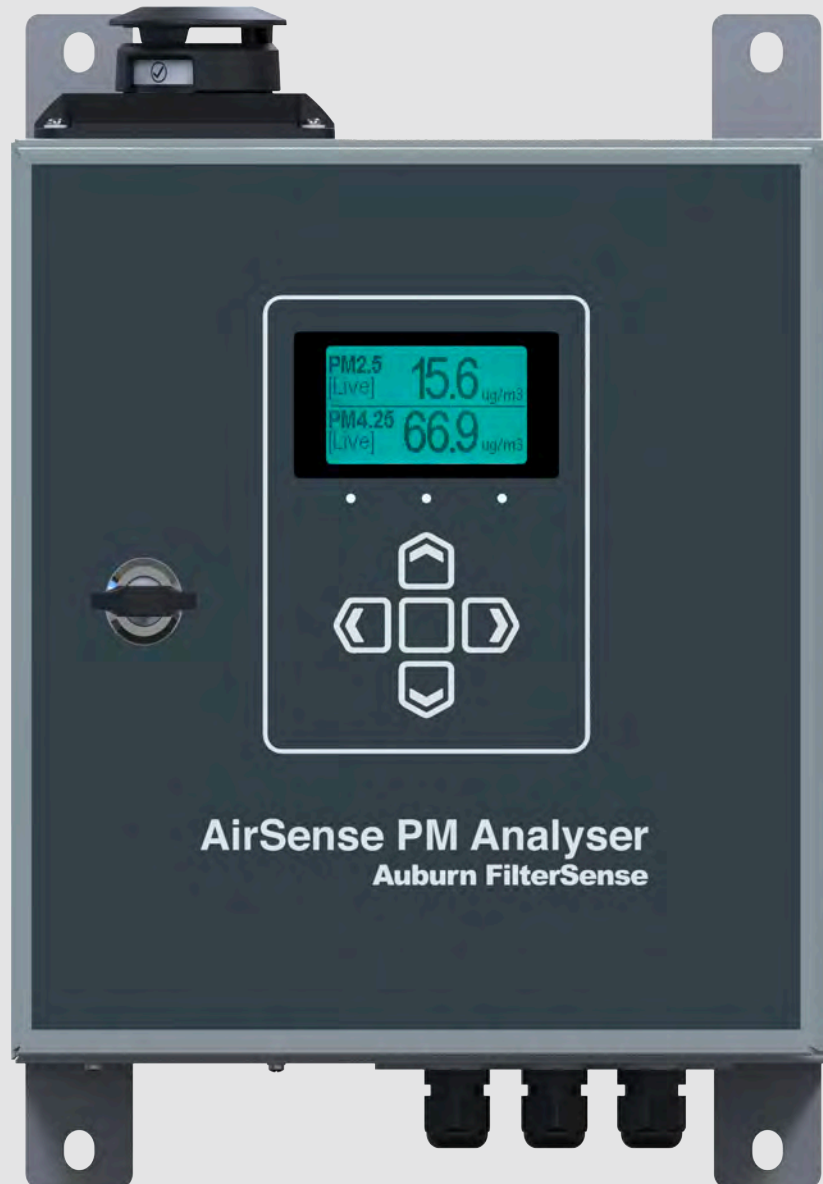 PM2.5 15.6
[Live] ug/m3
PM4.25 66.9
[Live] ug/m3
AirSense PM Analyser
Auburn FilterSense